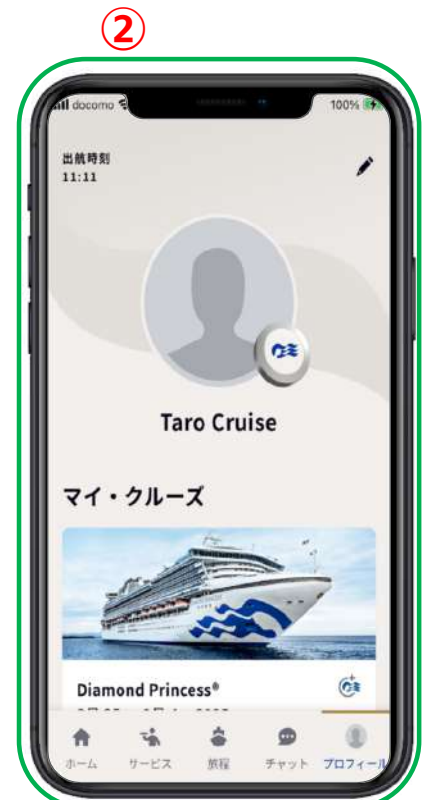 ②
docomo
100%
出航時刻
11:11
Taro Cruise
マイ・クルーズ
Diamond Princess®
ホーム
サービス
旅程
チャット
プロフィール